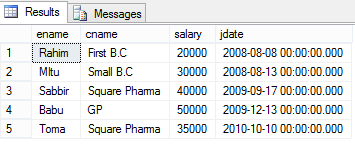 Results Messages
ename cname salary jdate
1 Rahim First B.C 20000 2008-08-08 00:00:00.000
2 Mltu Small B.C 30000 2008-08-13 00:00:00.000
3 Sabbir Square Pharma 40000 2009-09-17 00:00:00.000
4 Babu GP 50000 2009-12-13 00:00:00.000
5 Toma Square Pharma 35000 2010-10-10 00:00:00.000